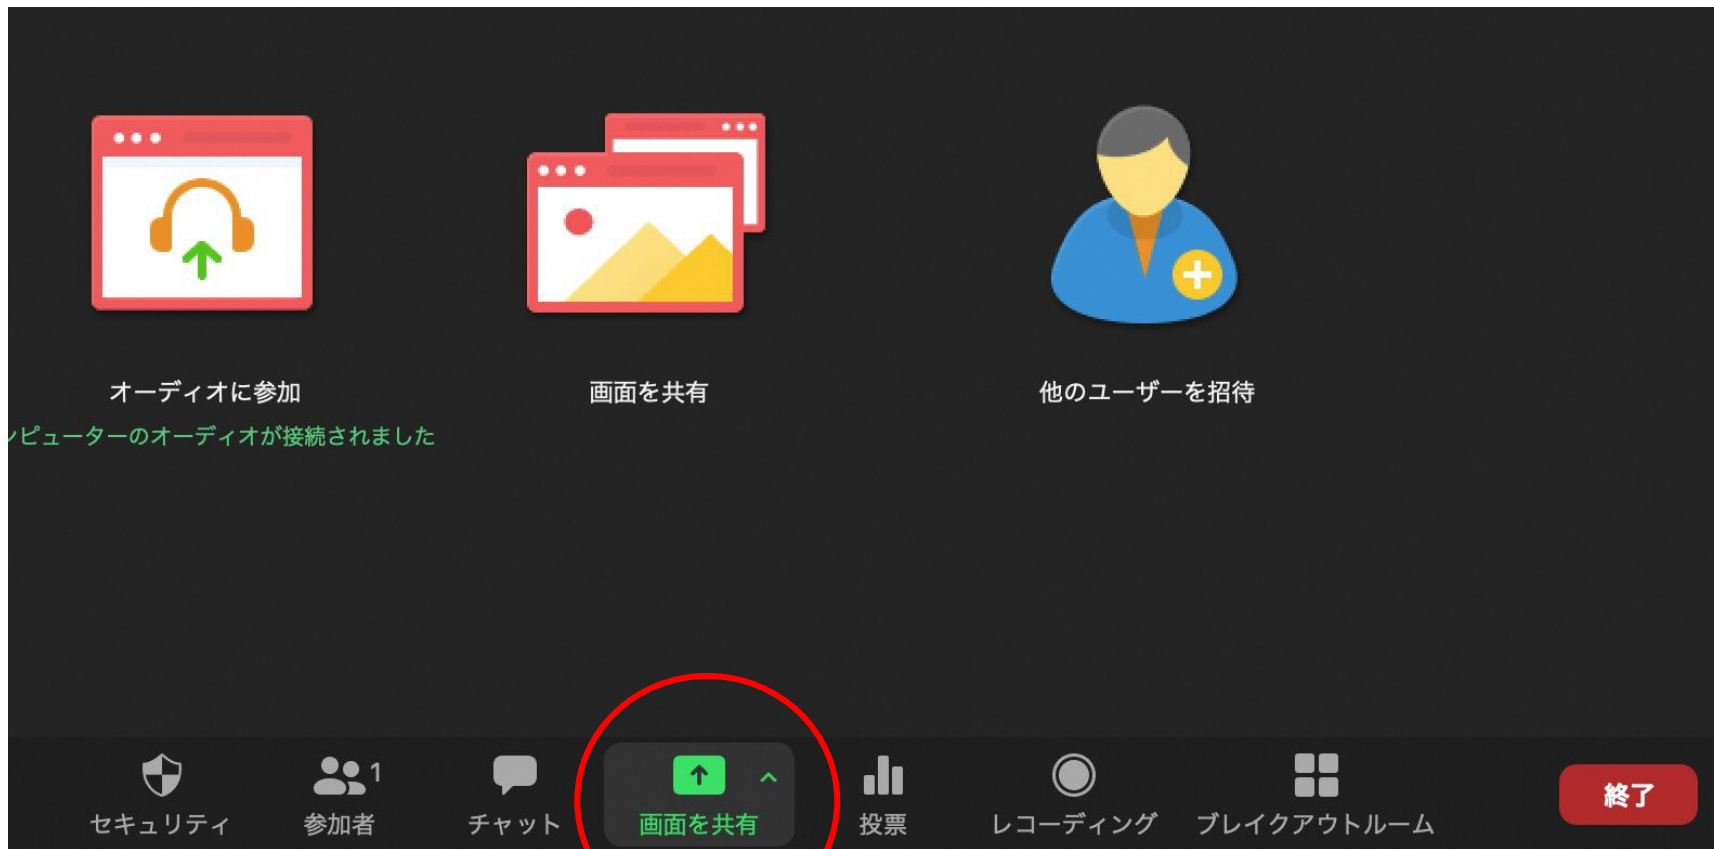 オーディオに参加
画面を共有
他のユーザーを招待
ンピューターのオーディオが接続されました
1
セキュリティ
参加者
チャット
画面を共有
投票
レコーディング
ブレイクアウトルーム
終了